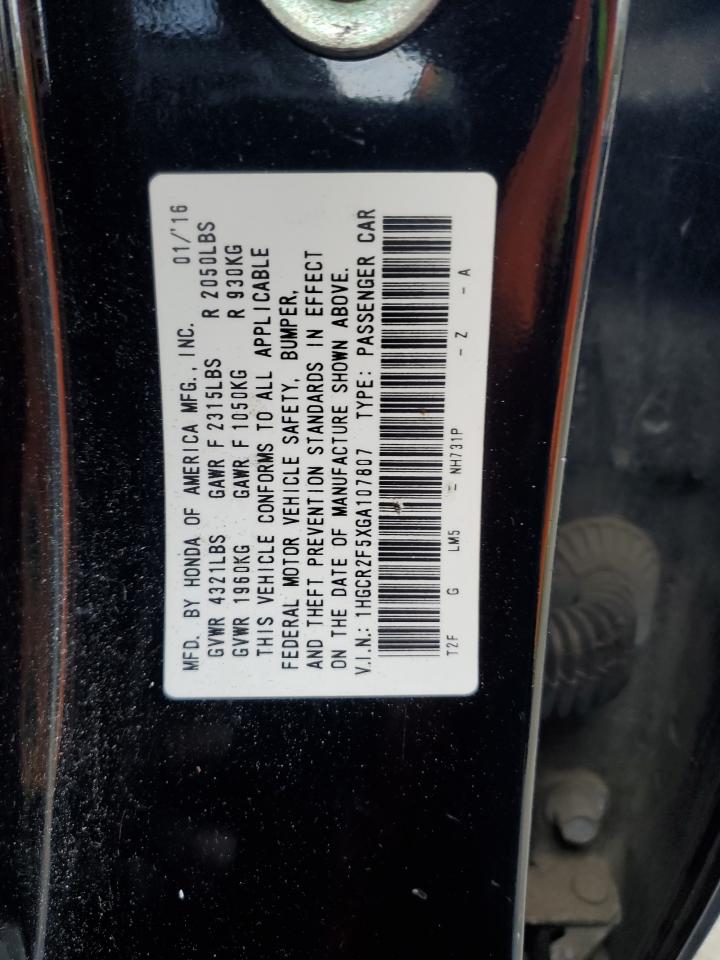 MFD. BY HONDA OF AMERICA MFG., INC. 01/'16
GVWR 4321LBS GAWR F 2315LBS R 2050LBS
GVWR 1960KG GAWR F 1050KG R 930KG
THIS VEHICLE CONFORMS TO ALL APPLICABLE
FEDERAL MOTOR VEHICLE SAFETY, BUMPER,
AND THEFT PREVENTION STANDARDS IN EFFECT
ON THE DATE OF MANUFACTURE SHOWN ABOVE.
V.I.N.: 1HGCR2F5XGA107807 TYPE: PASSENGER CAR
T2F G LM5 - NH731P - Z - A